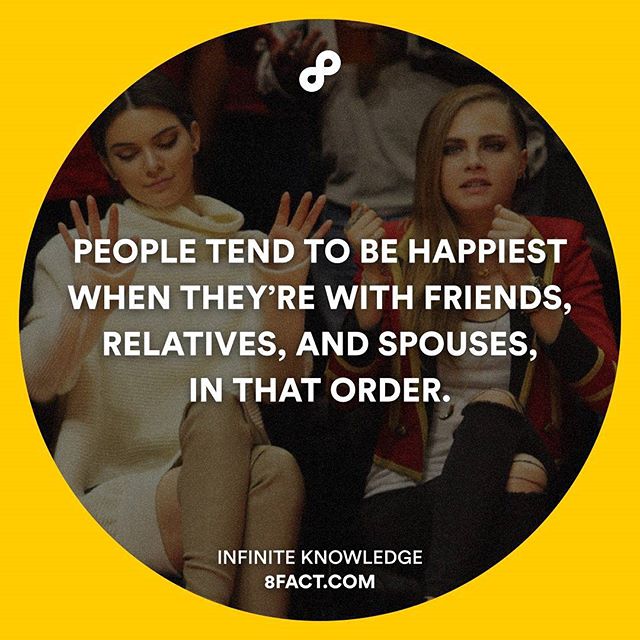 PEOPLE TEND TO BE HAPPIEST
WHEN THEY’RE WITH FRIENDS,
RELATIVES, AND SPOUSES,
IN THAT ORDER.
INFINITE KNOWLEDGE
8FACT.COM